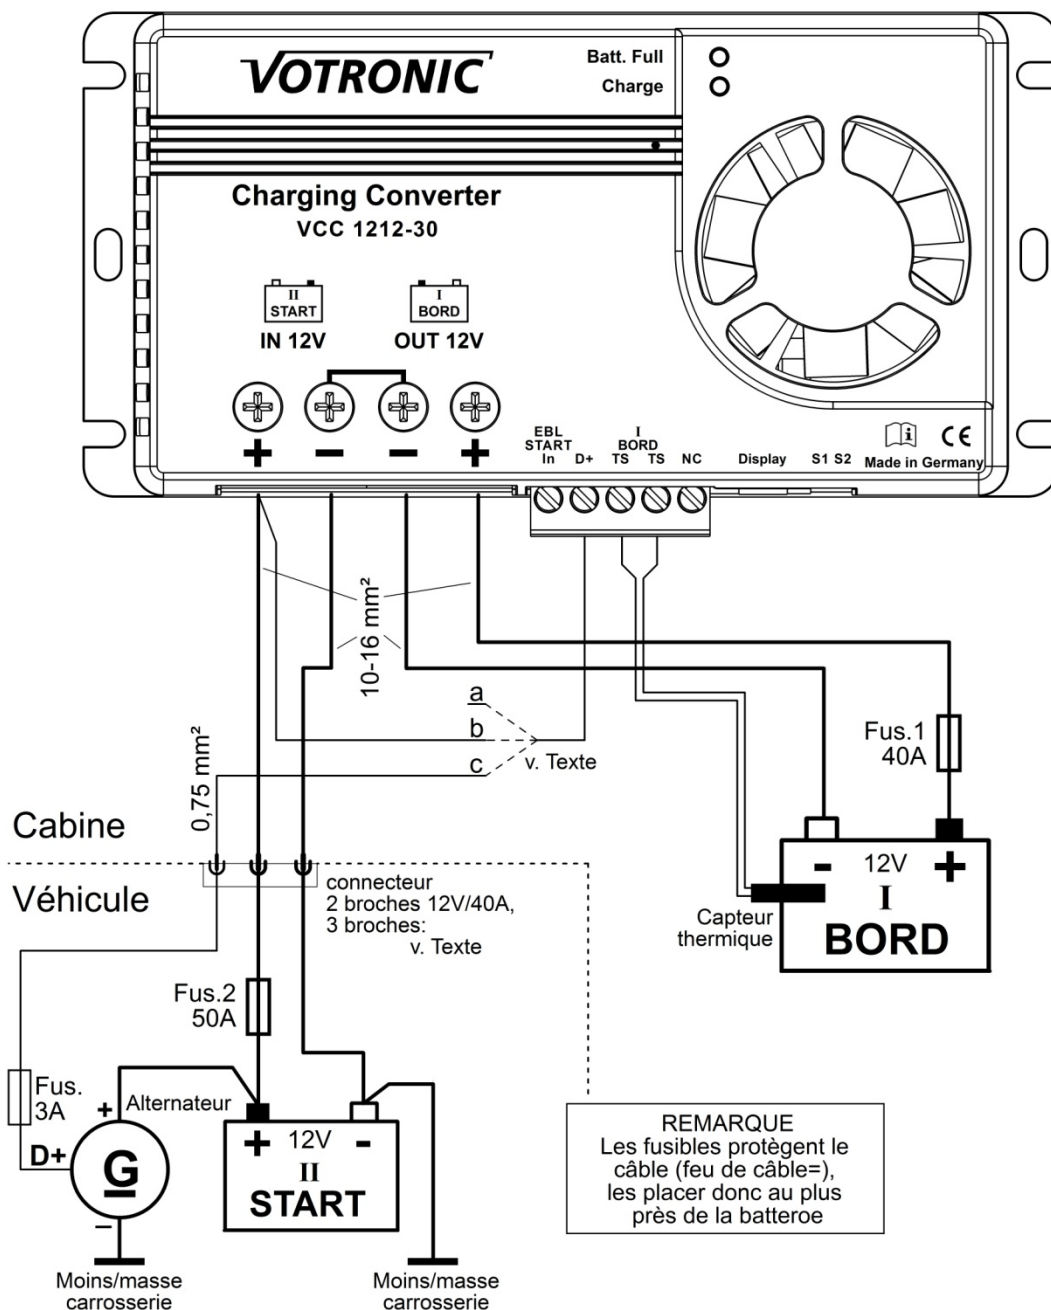 VOTRONIC
Batt. Full
Charge
Charging Converter
VCC 1212-30
II
START
IN 12V
I
BORD
OUT 12V
+ − − +
EBL
START
In
D+
I
BORD
TS TS
NC
Display
S1 S2
i CE
Made in Germany
10-16 mm²
0,75 mm²
a
b
c
v. Texte
Fus.1
40A
Cabine
Véhicule
connecteur
2 broches 12V/40A,
3 broches:
v. Texte
- 12V +
I
BORD
Capteur
thermique
Fus.2
50A
Fus.
3A
+ Alternateur
D+
G
−
+ 12V -
II
START
Moins/masse
carrosserie
Moins/masse
carrosserie
REMARQUE
Les fusibles protègent le
câble (feu de câble=),
les placer donc au plus
près de la batteroe